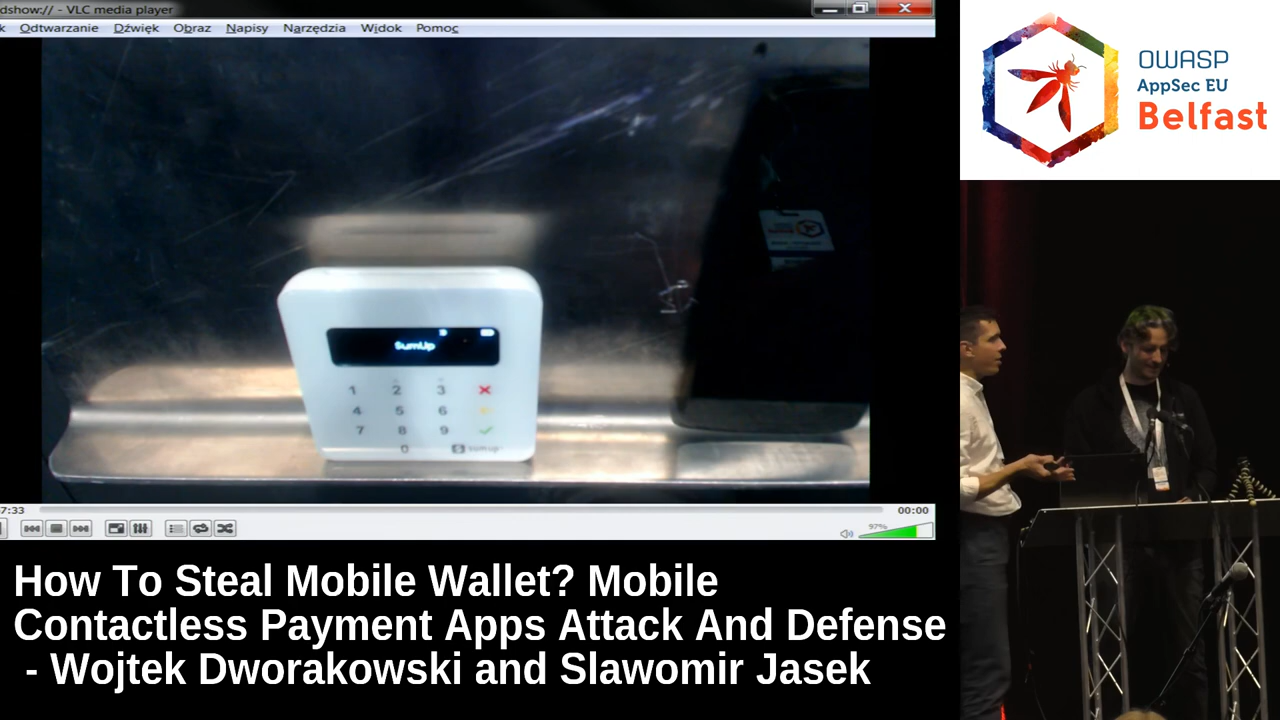 dshow:// - VLC media player
Odtwarzanie Dźwięk Obraz Napisy Narzędzia Widok Pomoc
OWASP
AppSec EU
Belfast
SumUp
1 2 3
4 5 6
7 8 9
0 sumup
7:33
00:00
97%
How To Steal Mobile Wallet? Mobile
Contactless Payment Apps Attack And Defense
- Wojtek Dworakowski and Slawomir Jasek